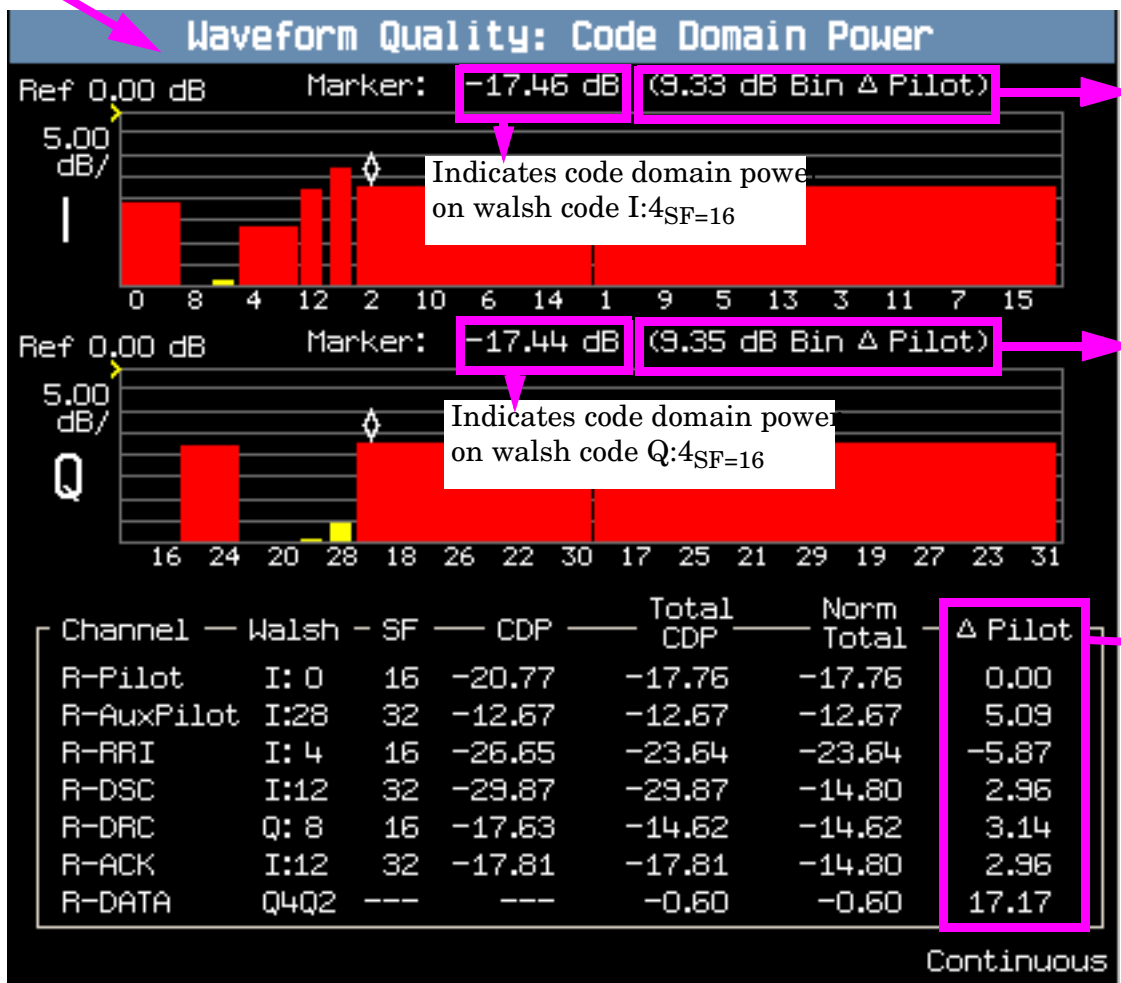 Waveform Quality: Code Domain Power
Ref 0.00 dB Marker: -17.46 dB (9.33 dB Bin Δ Pilot)
5.00
dB/
Indicates code domain power
on walsh code I:4SF=16
I
0 8 4 12 2 10 6 14 1 9 5 13 3 11 7 15
Ref 0.00 dB Marker: -17.44 dB (9.35 dB Bin Δ Pilot)
5.00
dB/
Indicates code domain power
on walsh code Q:4SF=16
Q
16 24 20 28 18 26 22 30 17 25 21 29 19 27 23 31
Channel Walsh SF CDP Total CDP Norm Total Δ Pilot
R-Pilot I: 0 16 -20.77 -17.76 -17.76 0.00
R-AuxPilot I:28 32 -12.67 -12.67 -12.67 5.09
R-RRI I: 4 16 -26.65 -23.64 -23.64 -5.87
R-DSC I:12 32 -29.87 -29.87 -14.80 2.96
R-DRC Q: 8 16 -17.63 -14.62 -14.62 3.14
R-ACK I:12 32 -17.81 -17.81 -14.80 2.96
R-DATA Q4Q2 --- --- -0.60 -0.60 17.17
Continuous